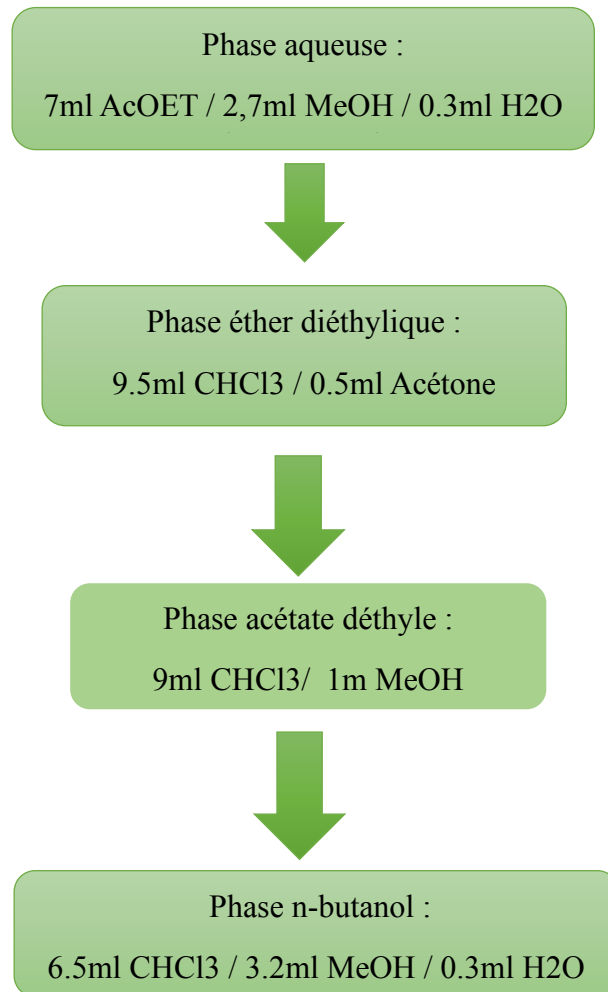 Phase aqueuse :
7ml AcOET / 2,7ml MeOH / 0.3ml H2O
Phase éther diéthylique :
9.5ml CHCl3 / 0.5ml Acétone
Phase acétate déthyle :
9ml CHCl3/ 1m MeOH
Phase n-butanol :
6.5ml CHCl3 / 3.2ml MeOH / 0.3ml H2O